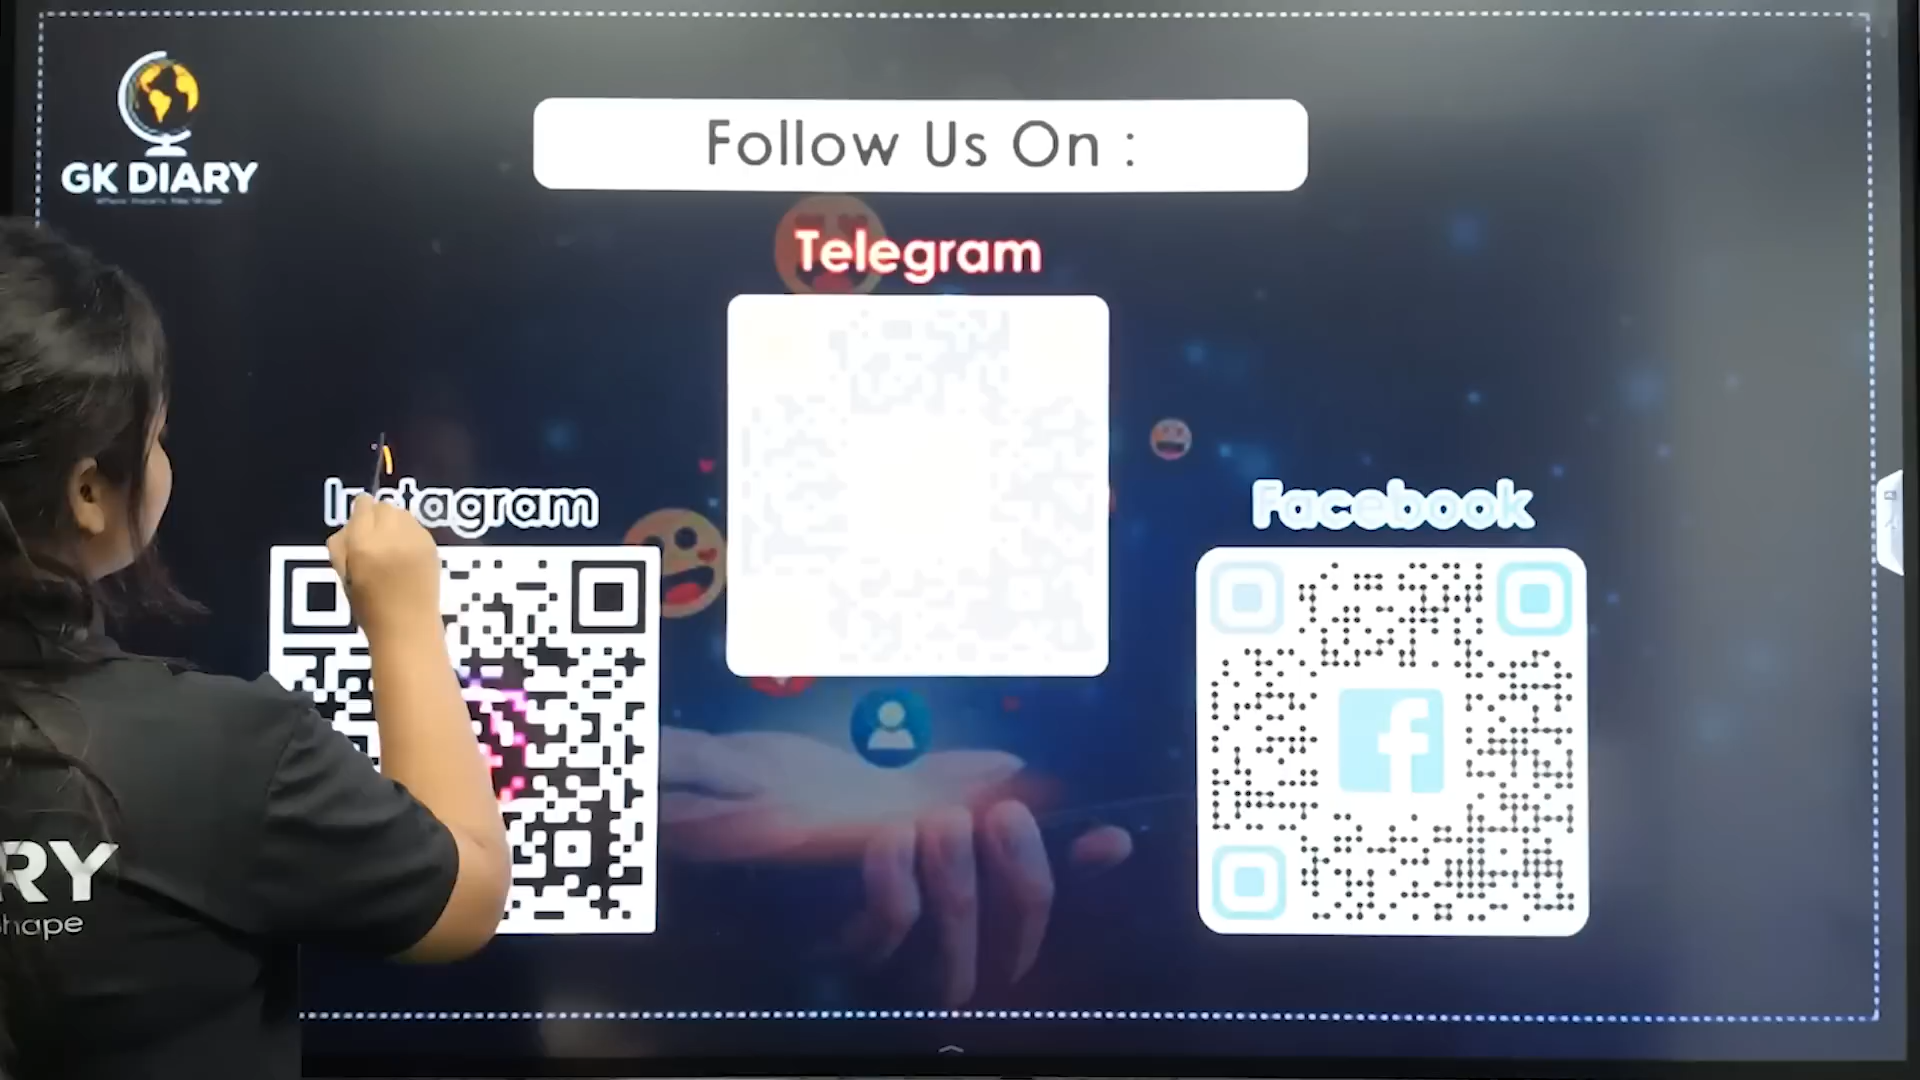 GK DIARY
Follow Us On :
Telegram
Instagram
Facebook
f
RY
hape